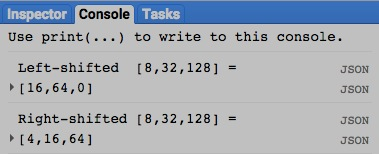 Inspector Console Tasks
Use print(...) to write to this console.
Left-shifted [8,32,128] = JSON
[16,64,0] JSON
Right-shifted [8,32,128] = JSON
[4,16,64] JSON